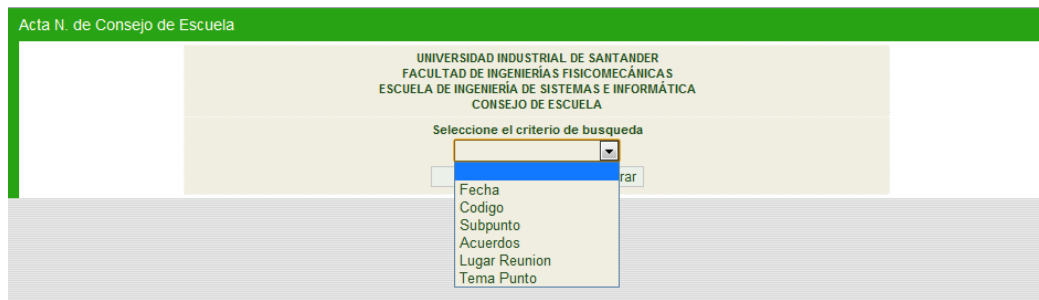 Acta N. de Consejo de Escuela
UNIVERSIDAD INDUSTRIAL DE SANTANDER
FACULTAD DE INGENIERÍAS FISICOMECÁNICAS
ESCUELA DE INGENIERÍA DE SISTEMAS E INFORMÁTICA
CONSEJO DE ESCUELA
Seleccione el criterio de busqueda
rar
Fecha
Codigo
Subpunto
Acuerdos
Lugar Reunion
Tema Punto